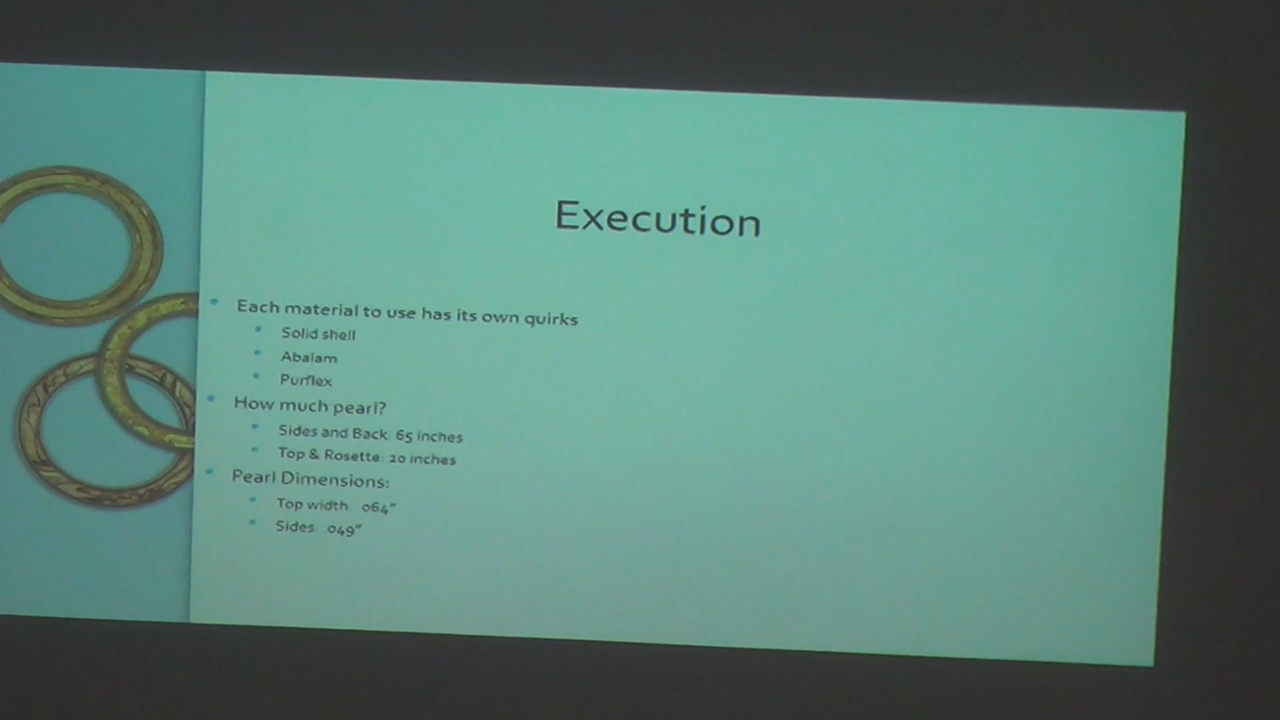 Execution
Each material to use has its own quirks
Solid shell
Abalam
Purflex
How much pearl?
Sides and Back: 65 inches
Top & Rosette: 20 inches
Pearl Dimensions:
Top width .064"
Sides: .049"